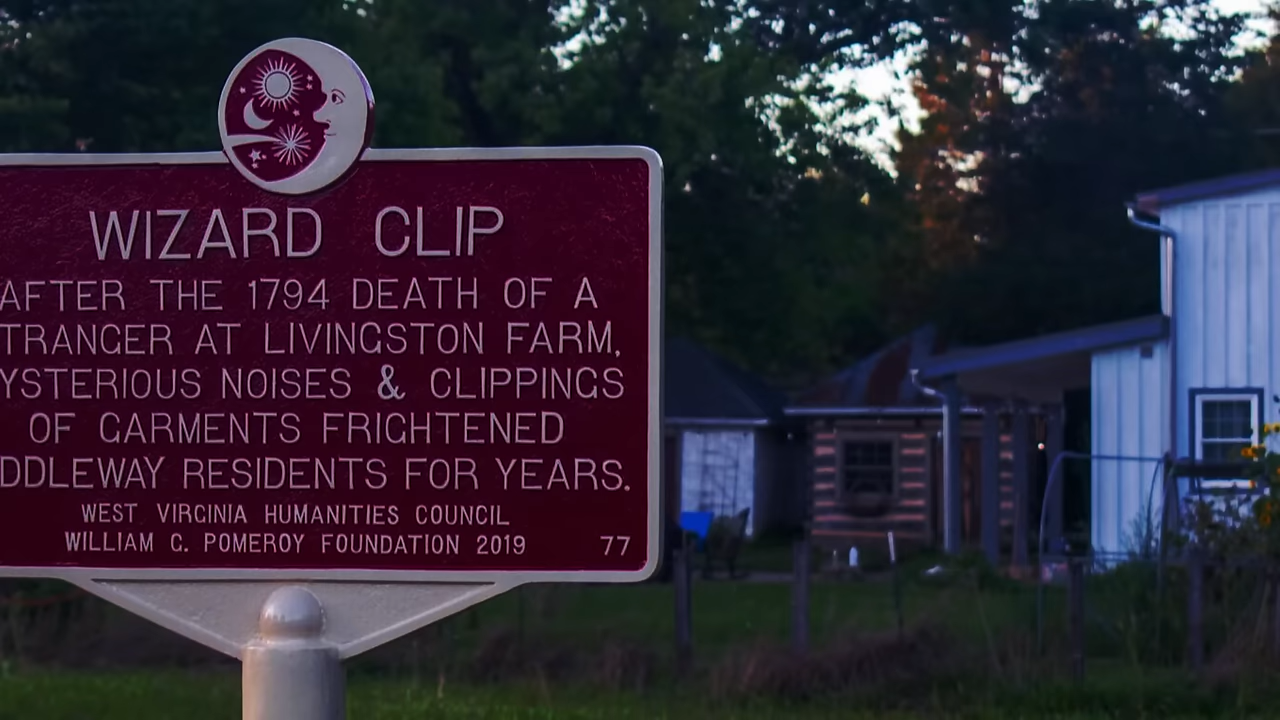 WIZARD CLIP
AFTER THE 1794 DEATH OF A
TRANGER AT LIVINGSTON FARM,
YSTERIOUS NOISES & CLIPPINGS
OF GARMENTS FRIGHTENED
DDLEWAY RESIDENTS FOR YEARS.
WEST VIRGINIA HUMANITIES COUNCIL
WILLIAM G. POMEROY FOUNDATION 2019 77